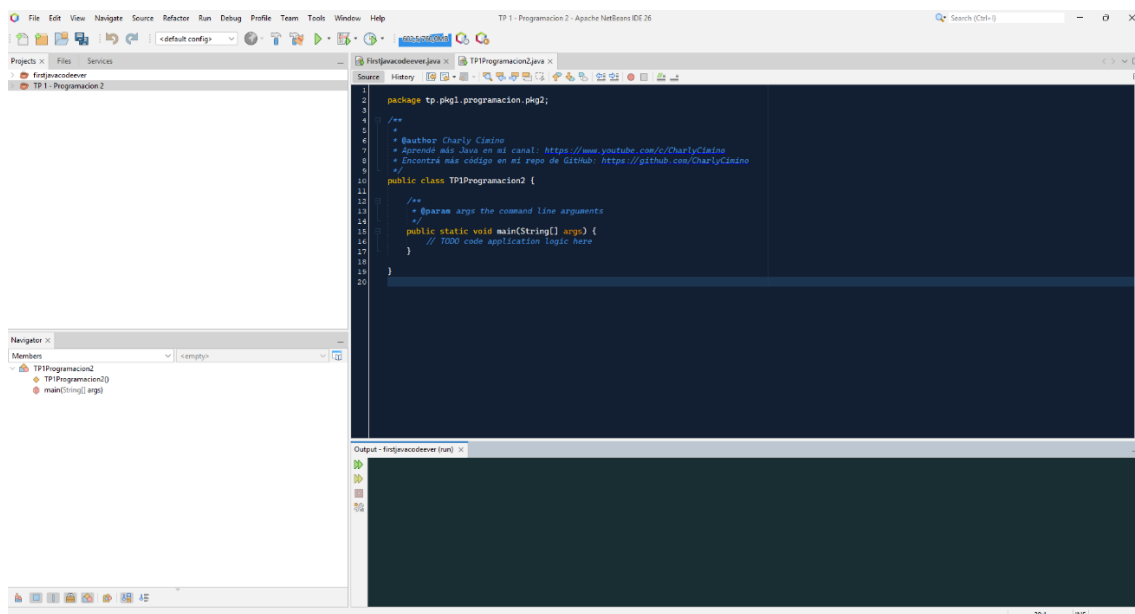 File Edit View Navigate Source Refactor Run Debug Profile Team Tools Window Help
TP 1 - Programacion 2 - Apache NetBeans IDE 26
Search (Ctrl+I)
<default config>
Projects Files Services
firstjavacodeever
TP 1 - Programacion 2
Firstjavacodeever.java TP1Programacion2.java
Source History
1
2 package tp.pkg1.programacion.pkg2;
3
4 /**
5 *
6 * @author Charly Cimino
7 * Aprendé más Java en mi canal: https://www.youtube.com/c/CharlyCimino
8 * Encontrá más código en mi repo de GitHub: https://github.com/CharlyCimino
9 */
10 public class TP1Programacion2 {
11
12 /**
13 * @param args the command line arguments
14 */
15 public static void main(String[] args) {
16 // TODO code application logic here
17 }
18
19 }
20
Navigator
Members <empty>
TP1Programacion2
TP1Programacion2()
main(String[] args)
Output - firstjavacodeever (run)